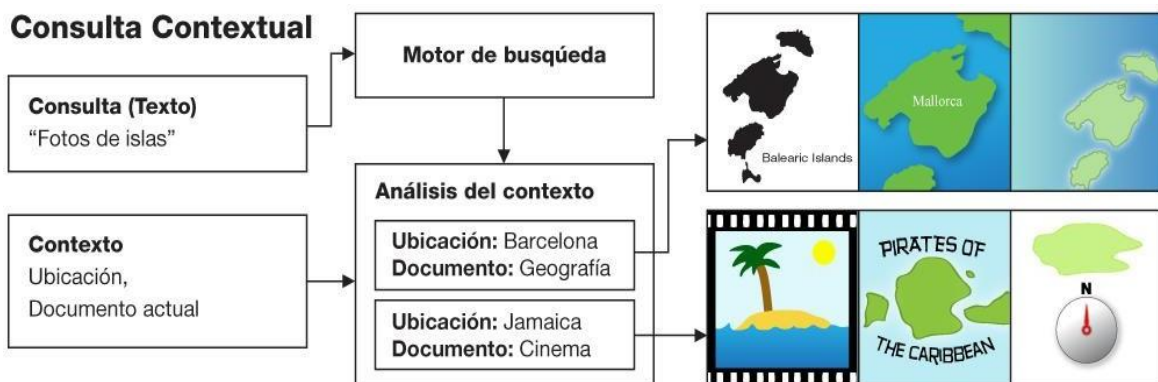 Consulta Contextual
Consulta (Texto)
“Fotos de islas”
Contexto
Ubicación,
Documento actual
Motor de busqúeda
Análisis del contexto
Ubicación: Barcelona
Documento: Geografía
Ubicación: Jamaica
Documento: Cinema
Balearic Islands
Mallorca
PIRATES OF
THE CARIBBEAN
N